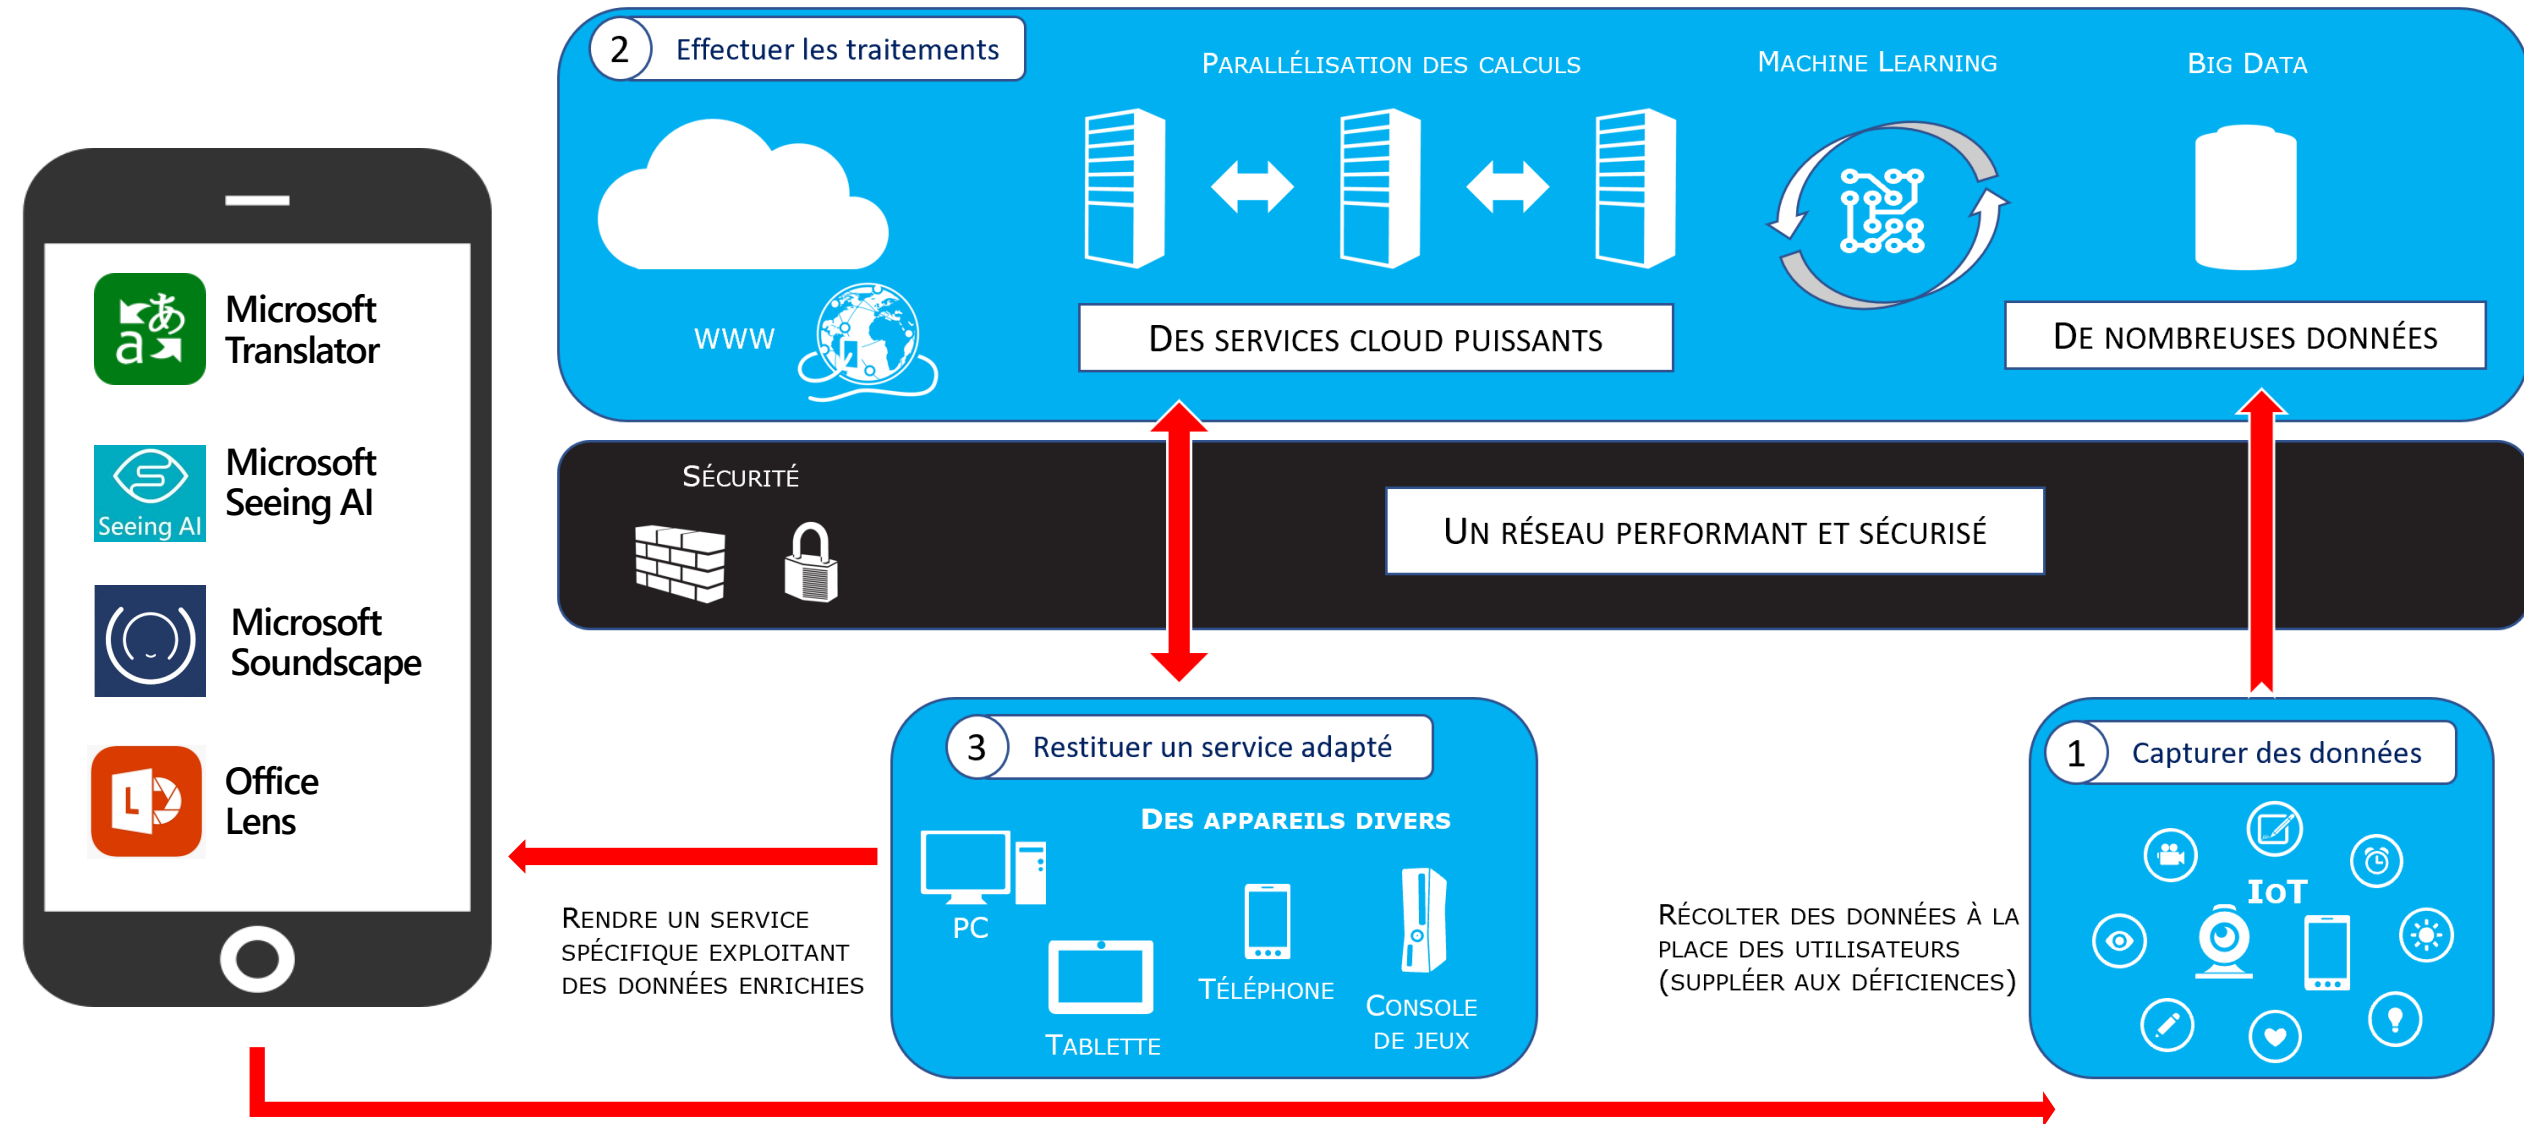 2 Effectuer les traitements
Parallélisation des calculs
Machine Learning
Big Data
www
Des services cloud puissants
De nombreuses données
Sécurité
Un réseau performant et sécurisé
あ
a
Microsoft
Translator
Seeing AI
Microsoft
Seeing AI
Microsoft
Soundscape
L
Office
Lens
3 Restituer un service adapté
Des appareils divers
PC
Tablette
Téléphone
Console
de jeux
Rendre un service
spécifique exploitant
des données enrichies
Récolter des données à la
place des utilisateurs
(suppléer aux déficiences)
1 Capturer des données
IoT